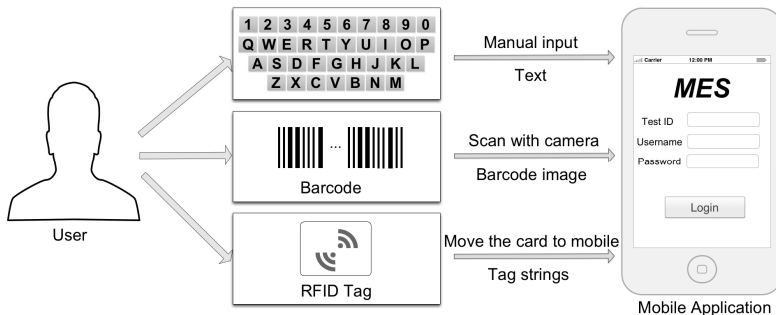 1 2 3 4 5 6 7 8 9 0
Q W E R T Y U I O P
A S D F G H J K L
Z X C V B N M
Manual input
Text
...
Barcode
Scan with camera
Barcode image
RFID Tag
Move the card to mobile
Tag strings
User
Carrier 12:00 PM
MES
Test ID
Username
Password
Login
Mobile Application